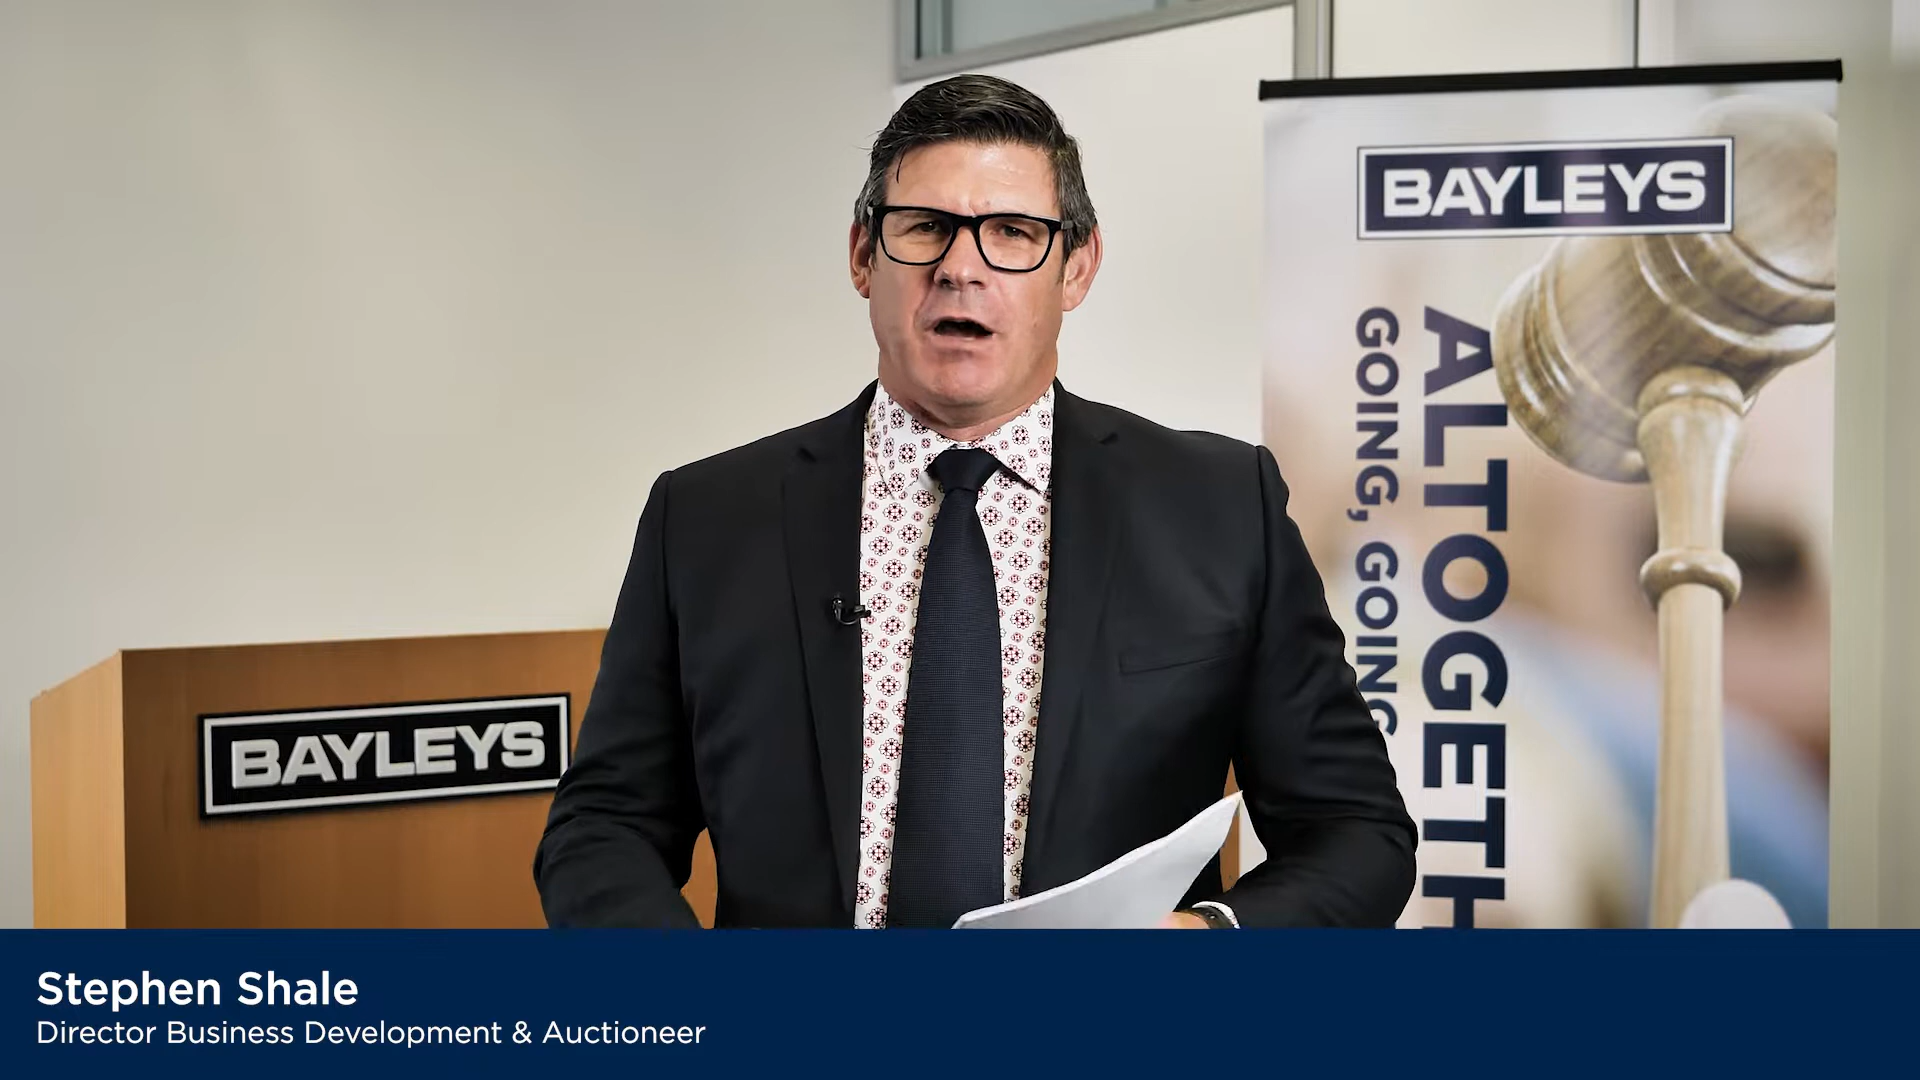 BAYLEYS
ALTOGETH
GOING, GOING
BAYLEYS
Stephen Shale
Director Business Development & Auctioneer